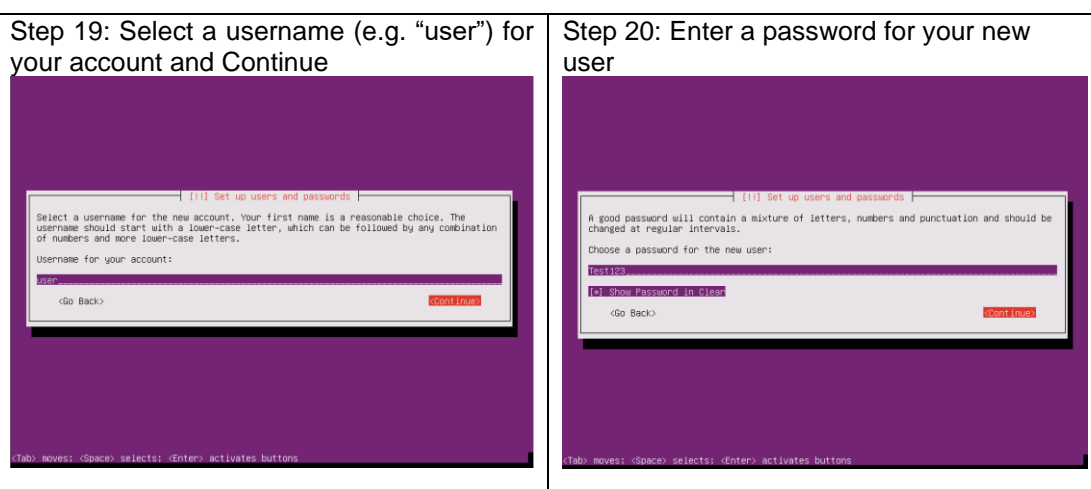 Step 19: Select a username (e.g. “user”) for
your account and Continue
[!!] Set up users and passwords
Select a username for the new account. Your first name is a reasonable choice. The
username should start with a lower-case letter, which can be followed by any combination
of numbers and more lower-case letters.
Username for your account:
user
<Go Back>
<Continue>
<Tab> moves; <Space> selects; <Enter> activates buttons
Step 20: Enter a password for your new
user
[!!] Set up users and passwords
A good password will contain a mixture of letters, numbers and punctuation and should be
changed at regular intervals.
Choose a password for the new user:
Test123
[*] Show Password in Clear
<Go Back>
<Continue>
<Tab> moves; <Space> selects; <Enter> activates buttons